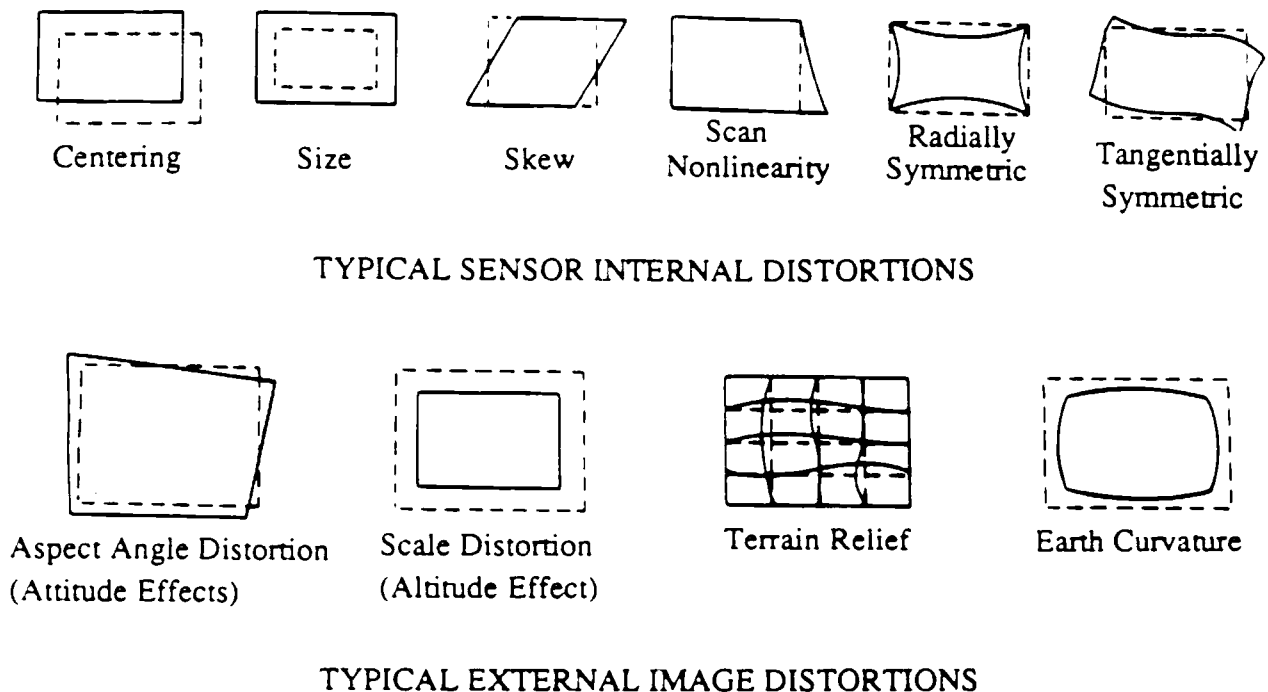 Centering
Size
Skew
Scan
Nonlinearity
Radially
Symmetric
Tangentially
Symmetric
TYPICAL SENSOR INTERNAL DISTORTIONS
Aspect Angle Distortion
(Attitude Effects)
Scale Distortion
(Altitude Effect)
Terrain Relief
Earth Curvature
TYPICAL EXTERNAL IMAGE DISTORTIONS